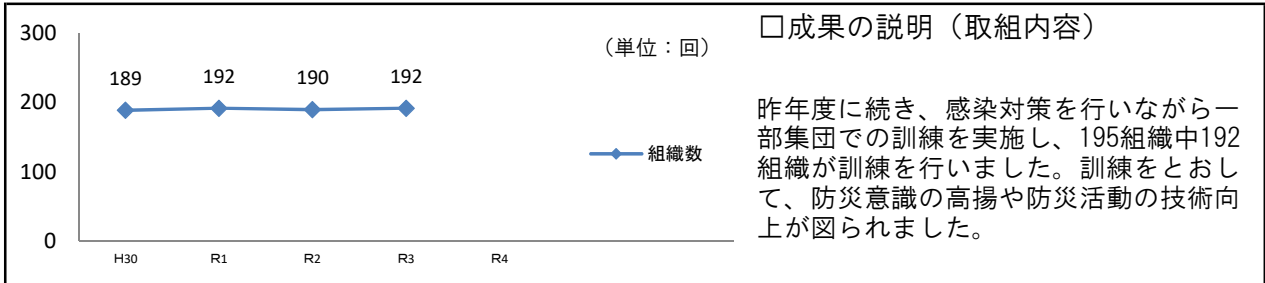 300
200
100
0
（単位：回）
189
192
190
192
組織数
H30
R1
R2
R3
R4
□成果の説明（取組内容）
昨年度に続き、感染対策を行いながら一
部集団での訓練を実施し、195組織中192
組織が訓練を行いました。訓練をとおし
て、防災意識の高揚や防災活動の技術向
上が図られました。